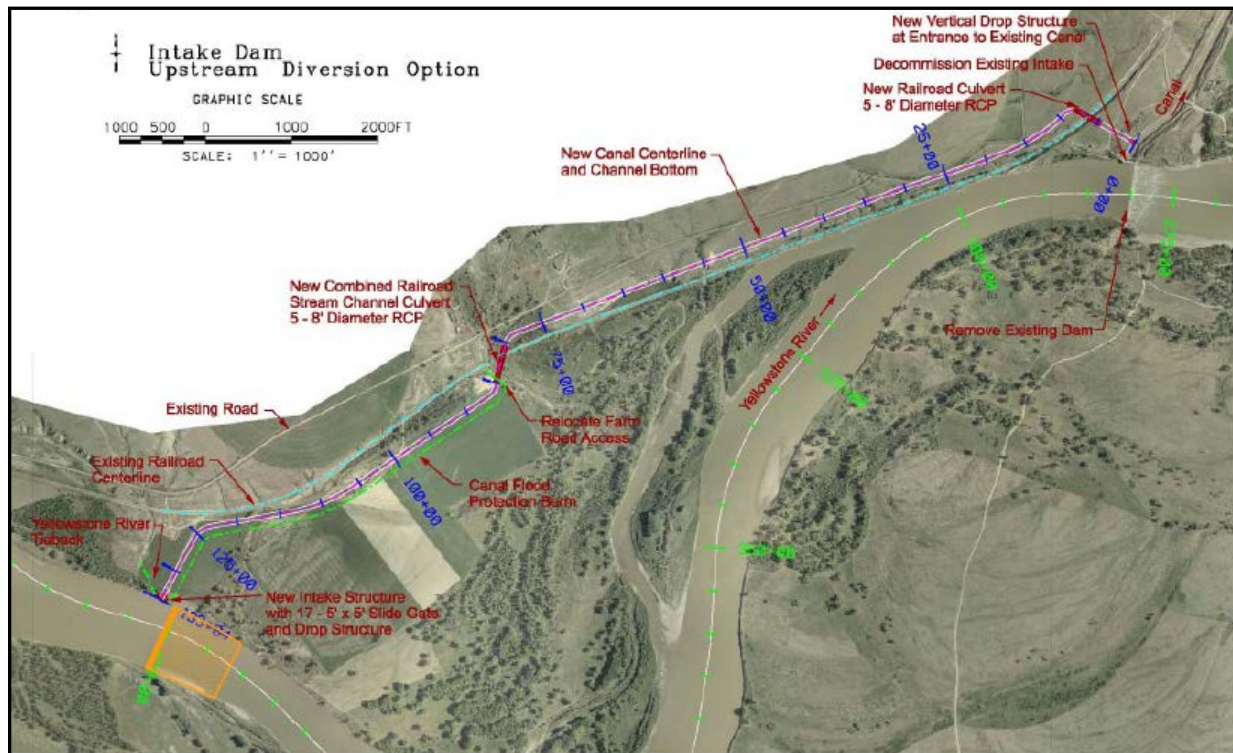 Intake Dam
Upstream Diversion Option
GRAPHIC SCALE
1000 500 0 1000 2000FT
SCALE: 1''= 1000'
New Vertical Drop Structure
at Entrance to Existing Canal
Decommission Existing Intake
New Railroad Culvert
5 - 8' Diameter RCP
Canal
New Canal Centerline
and Channel Bottom
25+00
0+00
50+00
New Combined Railroad
Stream Channel Culvert
5 - 8' Diameter RCP
75+00
Yellowstone River
Remove Existing Dam
Existing Road
Relocate Farm
Road Access
Existing Railroad
Centerline
Canal Flood
Protection Berm
100+00
Yellowstone River
Tieback
125+00
New Intake Structure
with 17 - 5' x 5' Slide Gate
and Drop Structure